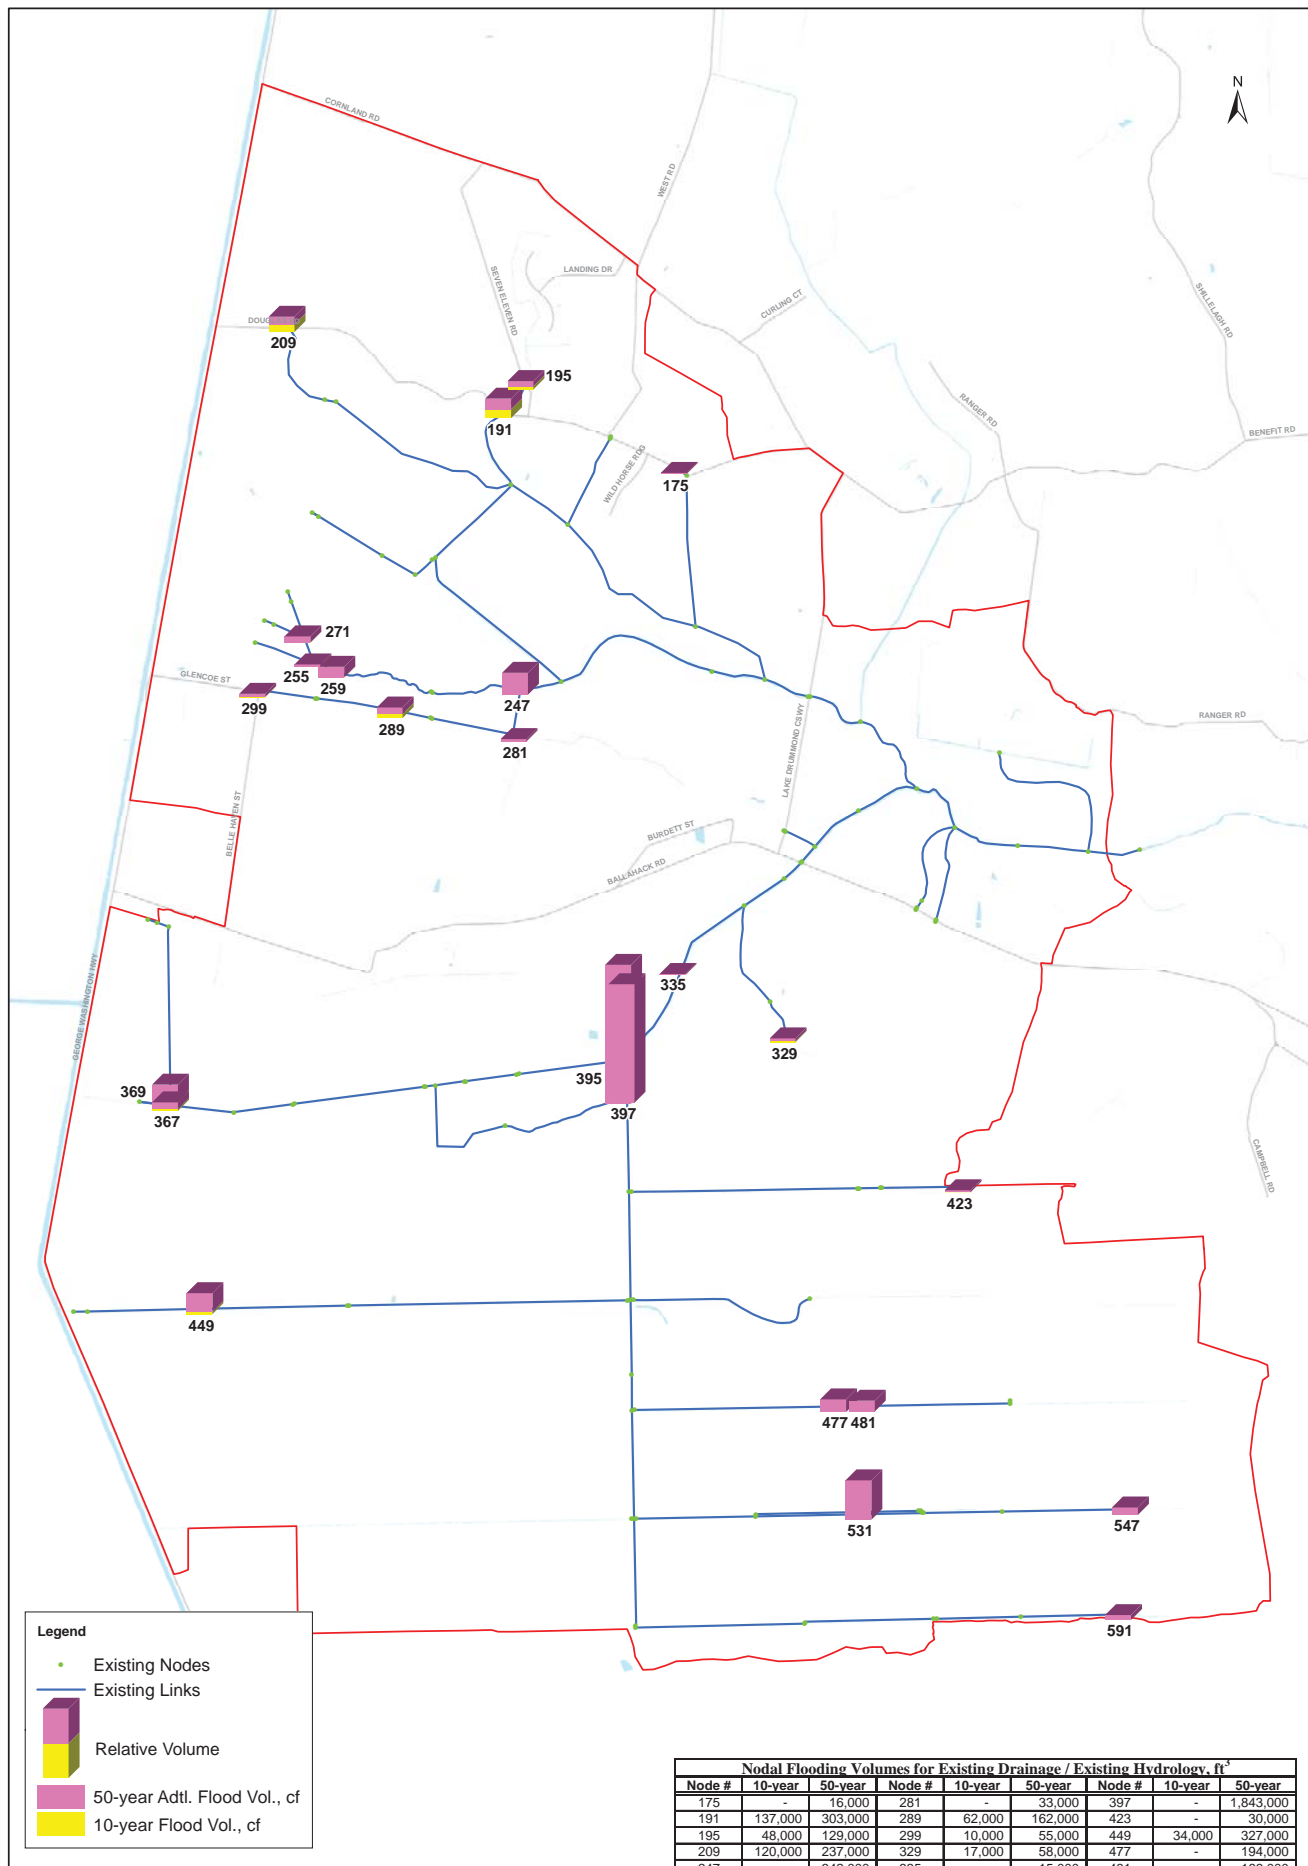 N
CORNLAND RD
WEST RD
SEVEN ELEVEN RD
LANDING DR
CURLING CT
SHILLELAGH RD
DOUG
209
195
191
RANGER RD
BENEFIT RD
WILD HORSE RDG
175
271
255
259
GLENCOE ST
299
289
247
281
RANGER RD
LAKE DRUMMOND CSWY
BELLE HAVEN ST
BURDETT ST
BALLAHACK RD
GEORGE WASHINGTON HWY
335
329
395
397
369
367
CAMPBELL RD
423
449
477 481
531
547
591
Legend
Existing Nodes
Existing Links
Relative Volume
50-year Adtl. Flood Vol., cf
10-year Flood Vol., cf
Nodal Flooding Volumes for Existing Drainage / Existing Hydrology, ft³
Node # 10-year 50-year Node # 10-year 50-year Node # 10-year 50-year
175 - 16,000 281 - 33,000 397 - 1,843,000
191 137,000 303,000 289 62,000 162,000 423 - 30,000
195 48,000 129,000 299 10,000 55,000 449 34,000 327,000
209 120,000 237,000 329 17,000 58,000 477 - 194,000